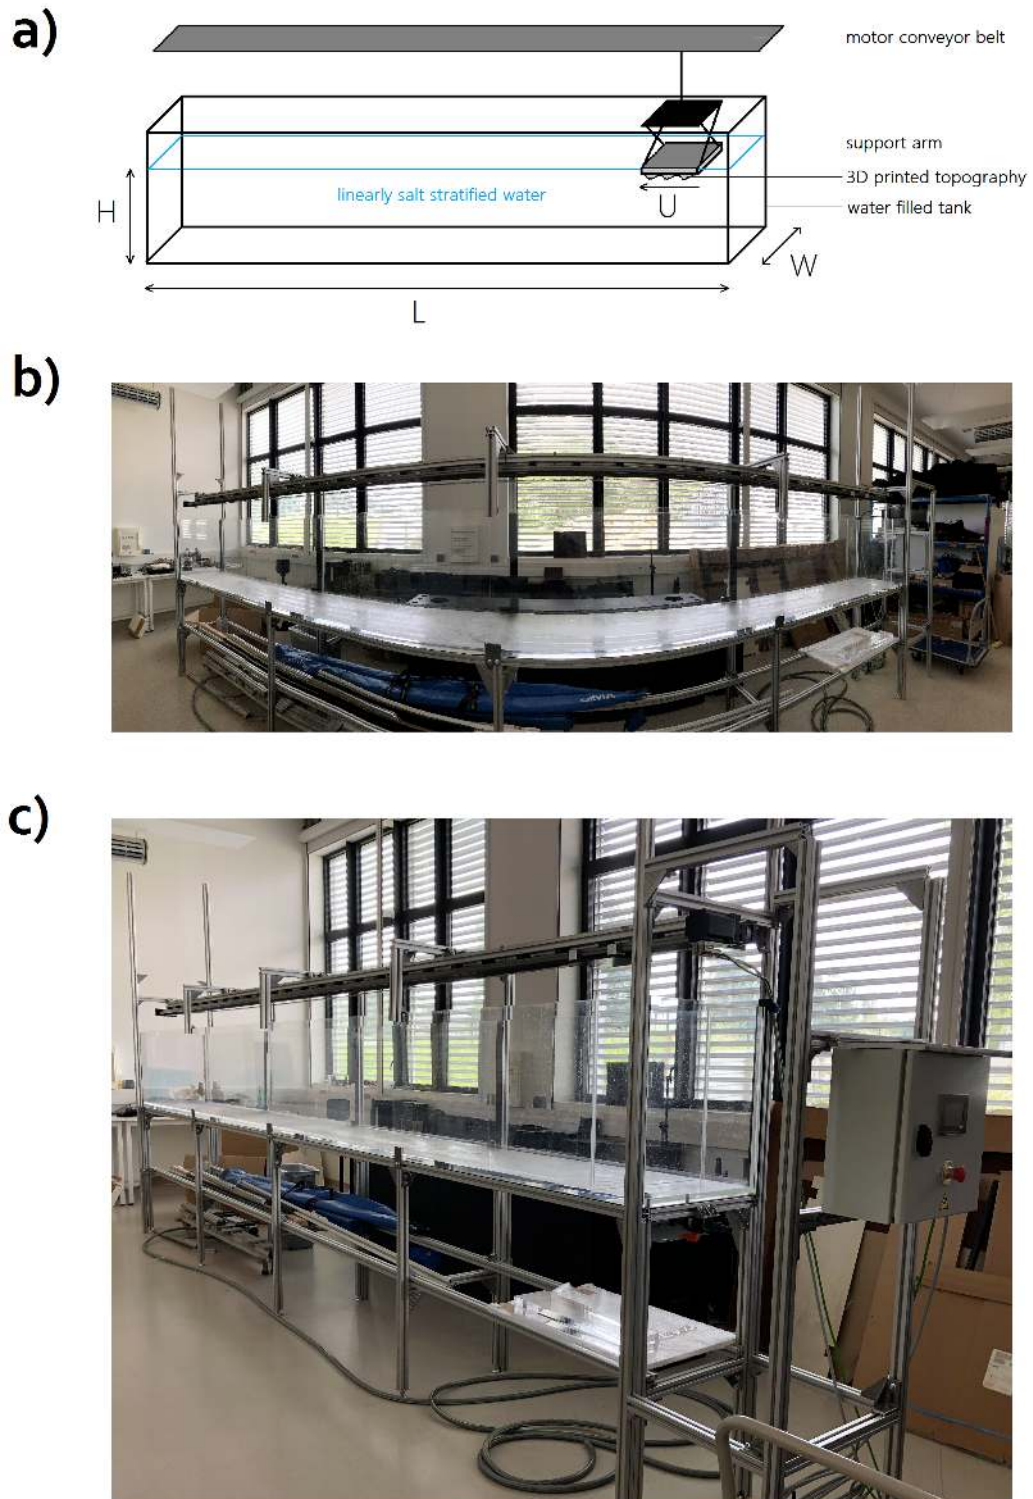 a)
motor conveyor belt
support arm
3D printed topography
linearly salt stratified water
U
water filled tank
H
W
L
b)
c)